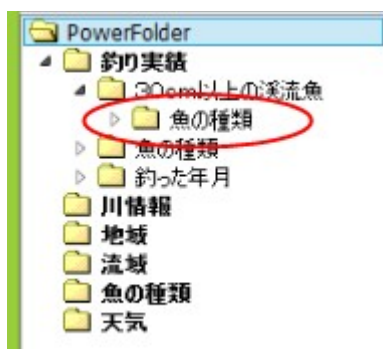 PowerFolder
釣り実績
30cm以上の渓流魚
魚の種類
魚の種類
釣った年月
川情報
地域
流域
魚の種類
天気